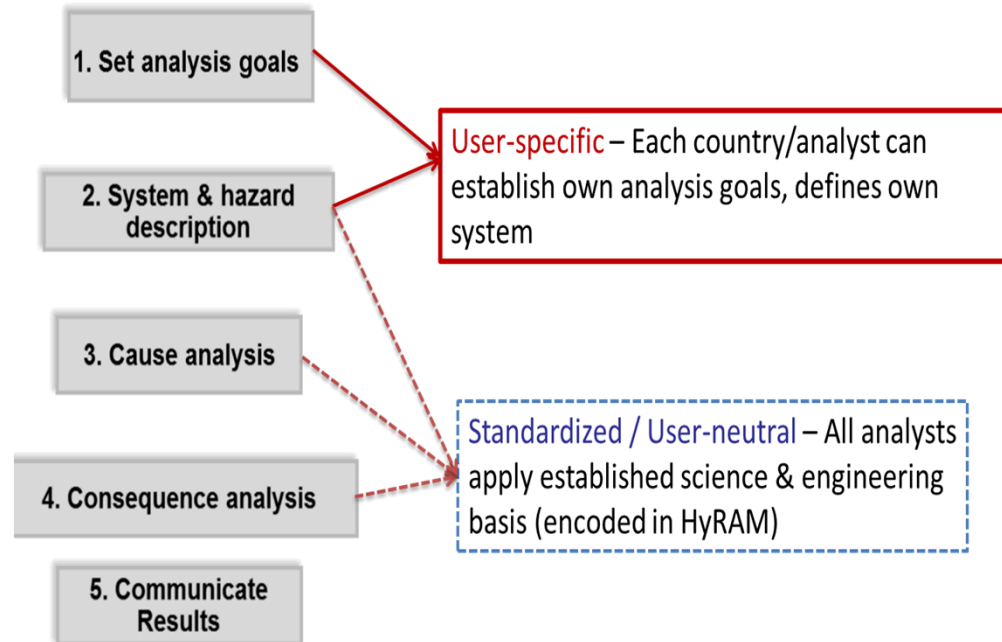 1. Set analysis goals
2. System & hazard
description
3. Cause analysis
4. Consequence analysis
5. Communicate
Results
User-specific – Each country/analyst can
establish own analysis goals, defines own
system
Standardized / User-neutral – All analysts
apply established science & engineering
basis (encoded in HyRAM)